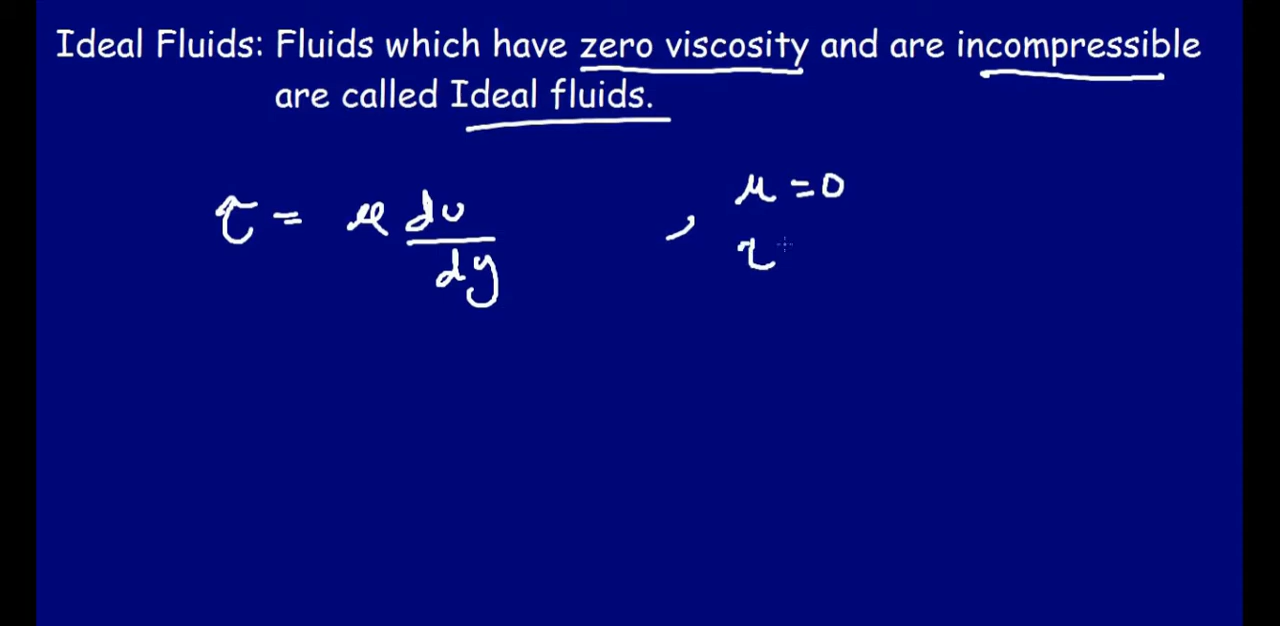 Ideal Fluids: Fluids which have zero viscosity and are incompressible
are called Ideal fluids.
τ = μ du/dy , μ = 0
τ